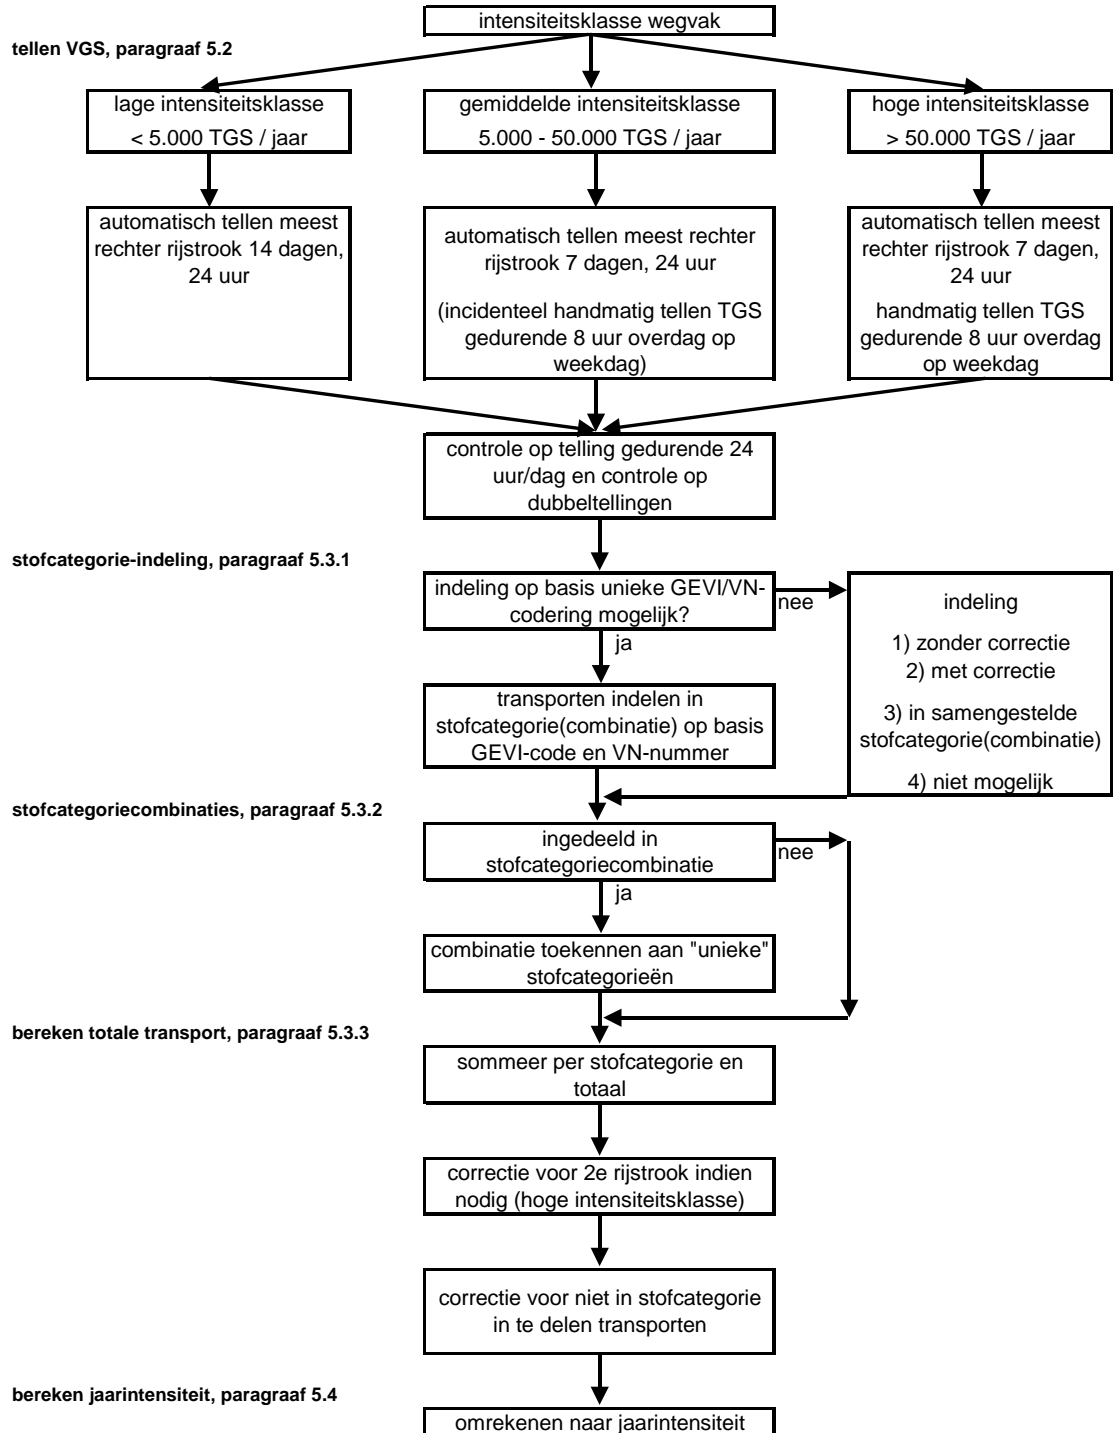 intensiteitsklasse wegvak
tellen VGS, paragraaf 5.2
lage intensiteitsklasse
< 5.000 TGS / jaar
gemiddelde intensiteitsklasse
5.000 - 50.000 TGS / jaar
hoge intensiteitsklasse
> 50.000 TGS / jaar
automatisch tellen meest
rechter rijstrook 14 dagen,
24 uur
automatisch tellen meest rechter
rijstrook 7 dagen, 24 uur
(incidenteel handmatig tellen TGS
gedurende 8 uur overdag op
weekdag)
automatisch tellen meest
rechter rijstrook 7 dagen,
24 uur
handmatig tellen TGS
gedurende 8 uur overdag
op weekdag
controle op telling gedurende 24
uur/dag en controle op
dubbeltellingen
stofcategorie-indeling, paragraaf 5.3.1
indeling op basis unieke GEVI/VN-
codering mogelijk?
nee
ja
indeling
1) zonder correctie
2) met correctie
3) in samengestelde
stofcategorie(combinatie)
4) niet mogelijk
transporten indelen in
stofcategorie(combinatie) op basis
GEVI-code en VN-nummer
stofcategoriecombinaties, paragraaf 5.3.2
ingedeeld in
stofcategoriecombinatie
nee
ja
combinatie toekennen aan "unieke"
stofcategorieën
bereken totale transport, paragraaf 5.3.3
sommeer per stofcategorie en
totaal
correctie voor 2e rijstrook indien
nodig (hoge intensiteitsklasse)
correctie voor niet in stofcategorie
in te delen transporten
bereken jaarintensiteit, paragraaf 5.4
omrekenen naar jaarintensiteit